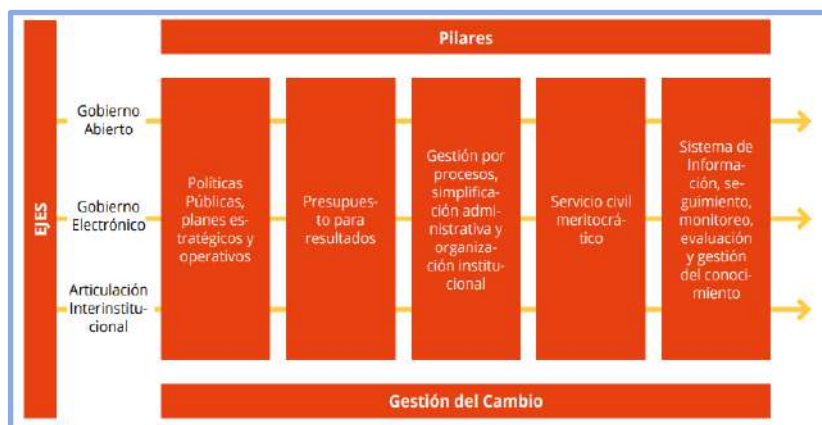 Pilares
EJES
Gobierno
Abierto
Gobierno
Electrónico
Articulación
Interinstitu-
cional
Políticas
Públicas,
planes es-
tratégicos y
operativos
Presupues-
to para
resultados
Gestión por
procesos,
simplifica-
ción admi-
nistrativa y
organiza-
ción institu-
cional
Servicio civil
meritocrá-
tico
Sistema de
Informa-
ción, se-
guimiento,
monitoreo,
evaluación
y gestión
del conoci-
miento
Gestión del Cambio